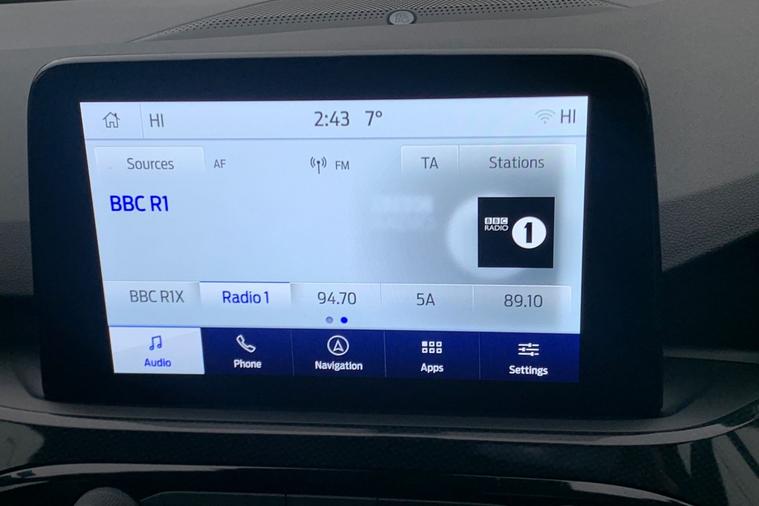 HI 2:43 7° HI
Sources AF FM TA Stations
BBC R1
BBC RADIO 1
BBC R1X Radio 1 94.70 5A 89.10
Audio Phone Navigation Apps Settings